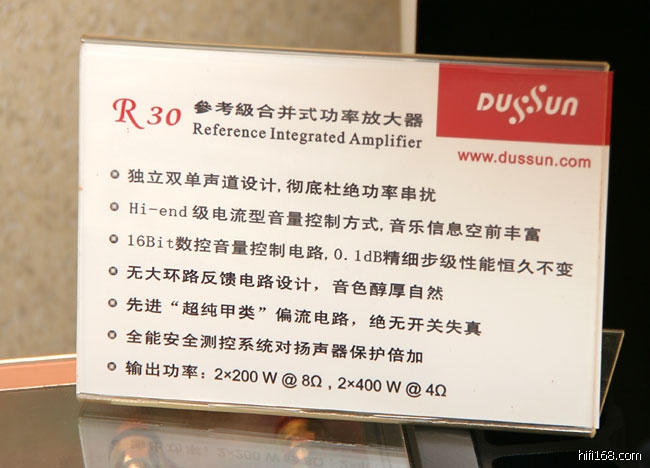 R 30 參考級合并式功率放大器
Reference Integrated Amplifier
DUSSUN
www.dussun.com
独立双单声道设计,彻底杜绝功率串扰
Hi-end 级电流型音量控制方式,音乐信息空前丰富
16Bit数控音量控制电路,0.1dB精细步级性能恒久不变
无大环路反馈电路设计，音色醇厚自然
先进“超纯甲类”偏流电路，绝无开关失真
全能安全测控系统对扬声器保护倍加
输出功率：2×200 W @ 8Ω , 2×400 W @ 4Ω
hifi168.com